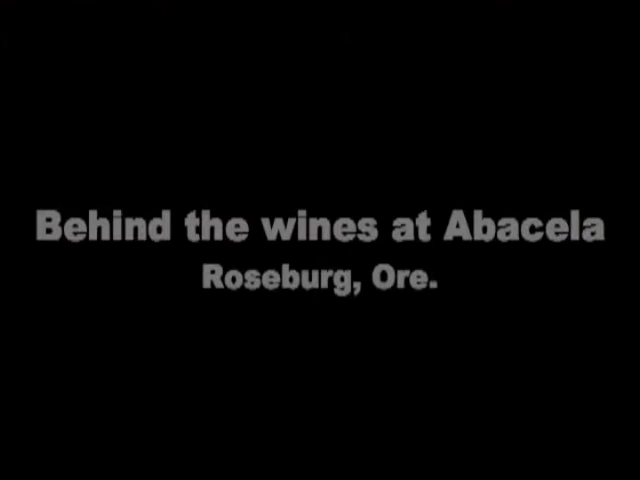 Behind the wines at Abacela
Roseburg, Ore.